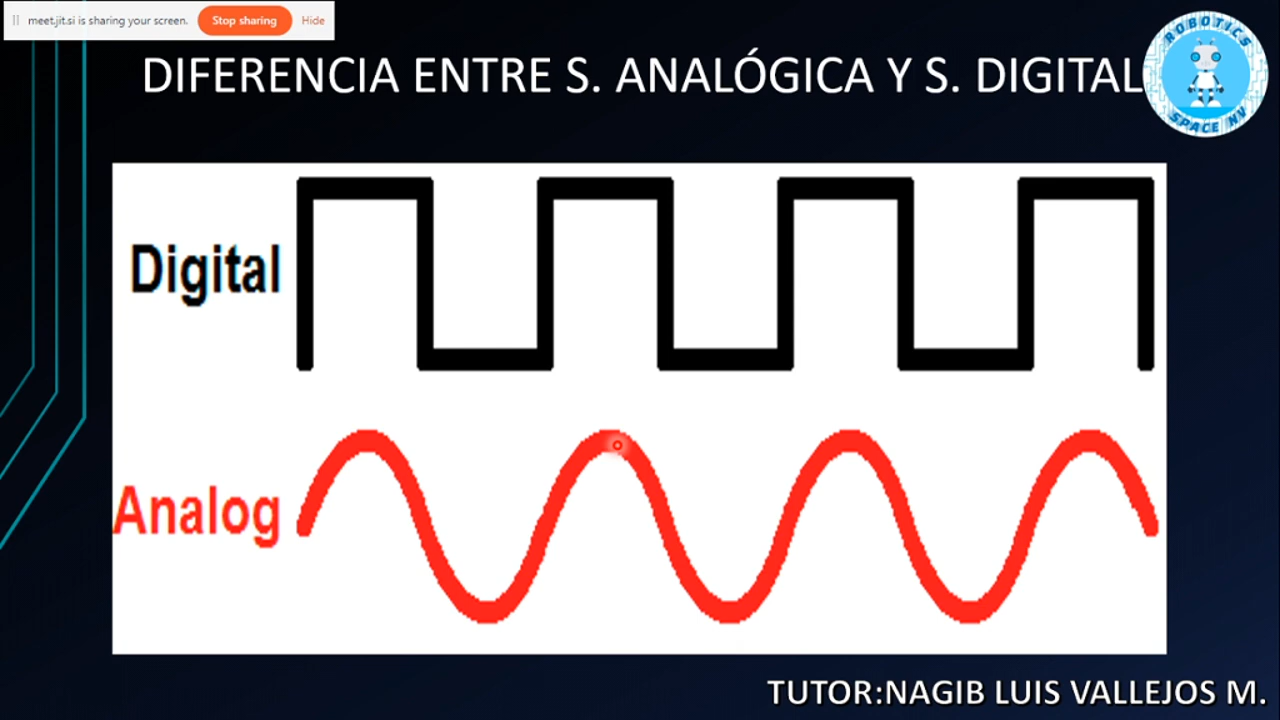 meet.jit.si is sharing your screen. Stop sharing Hide
DIFERENCIA ENTRE S. ANALÓGICA Y S. DIGITAL
ROBOTICS
SPACE NV
Digital
Analog
TUTOR:NAGIB LUIS VALLEJOS M.